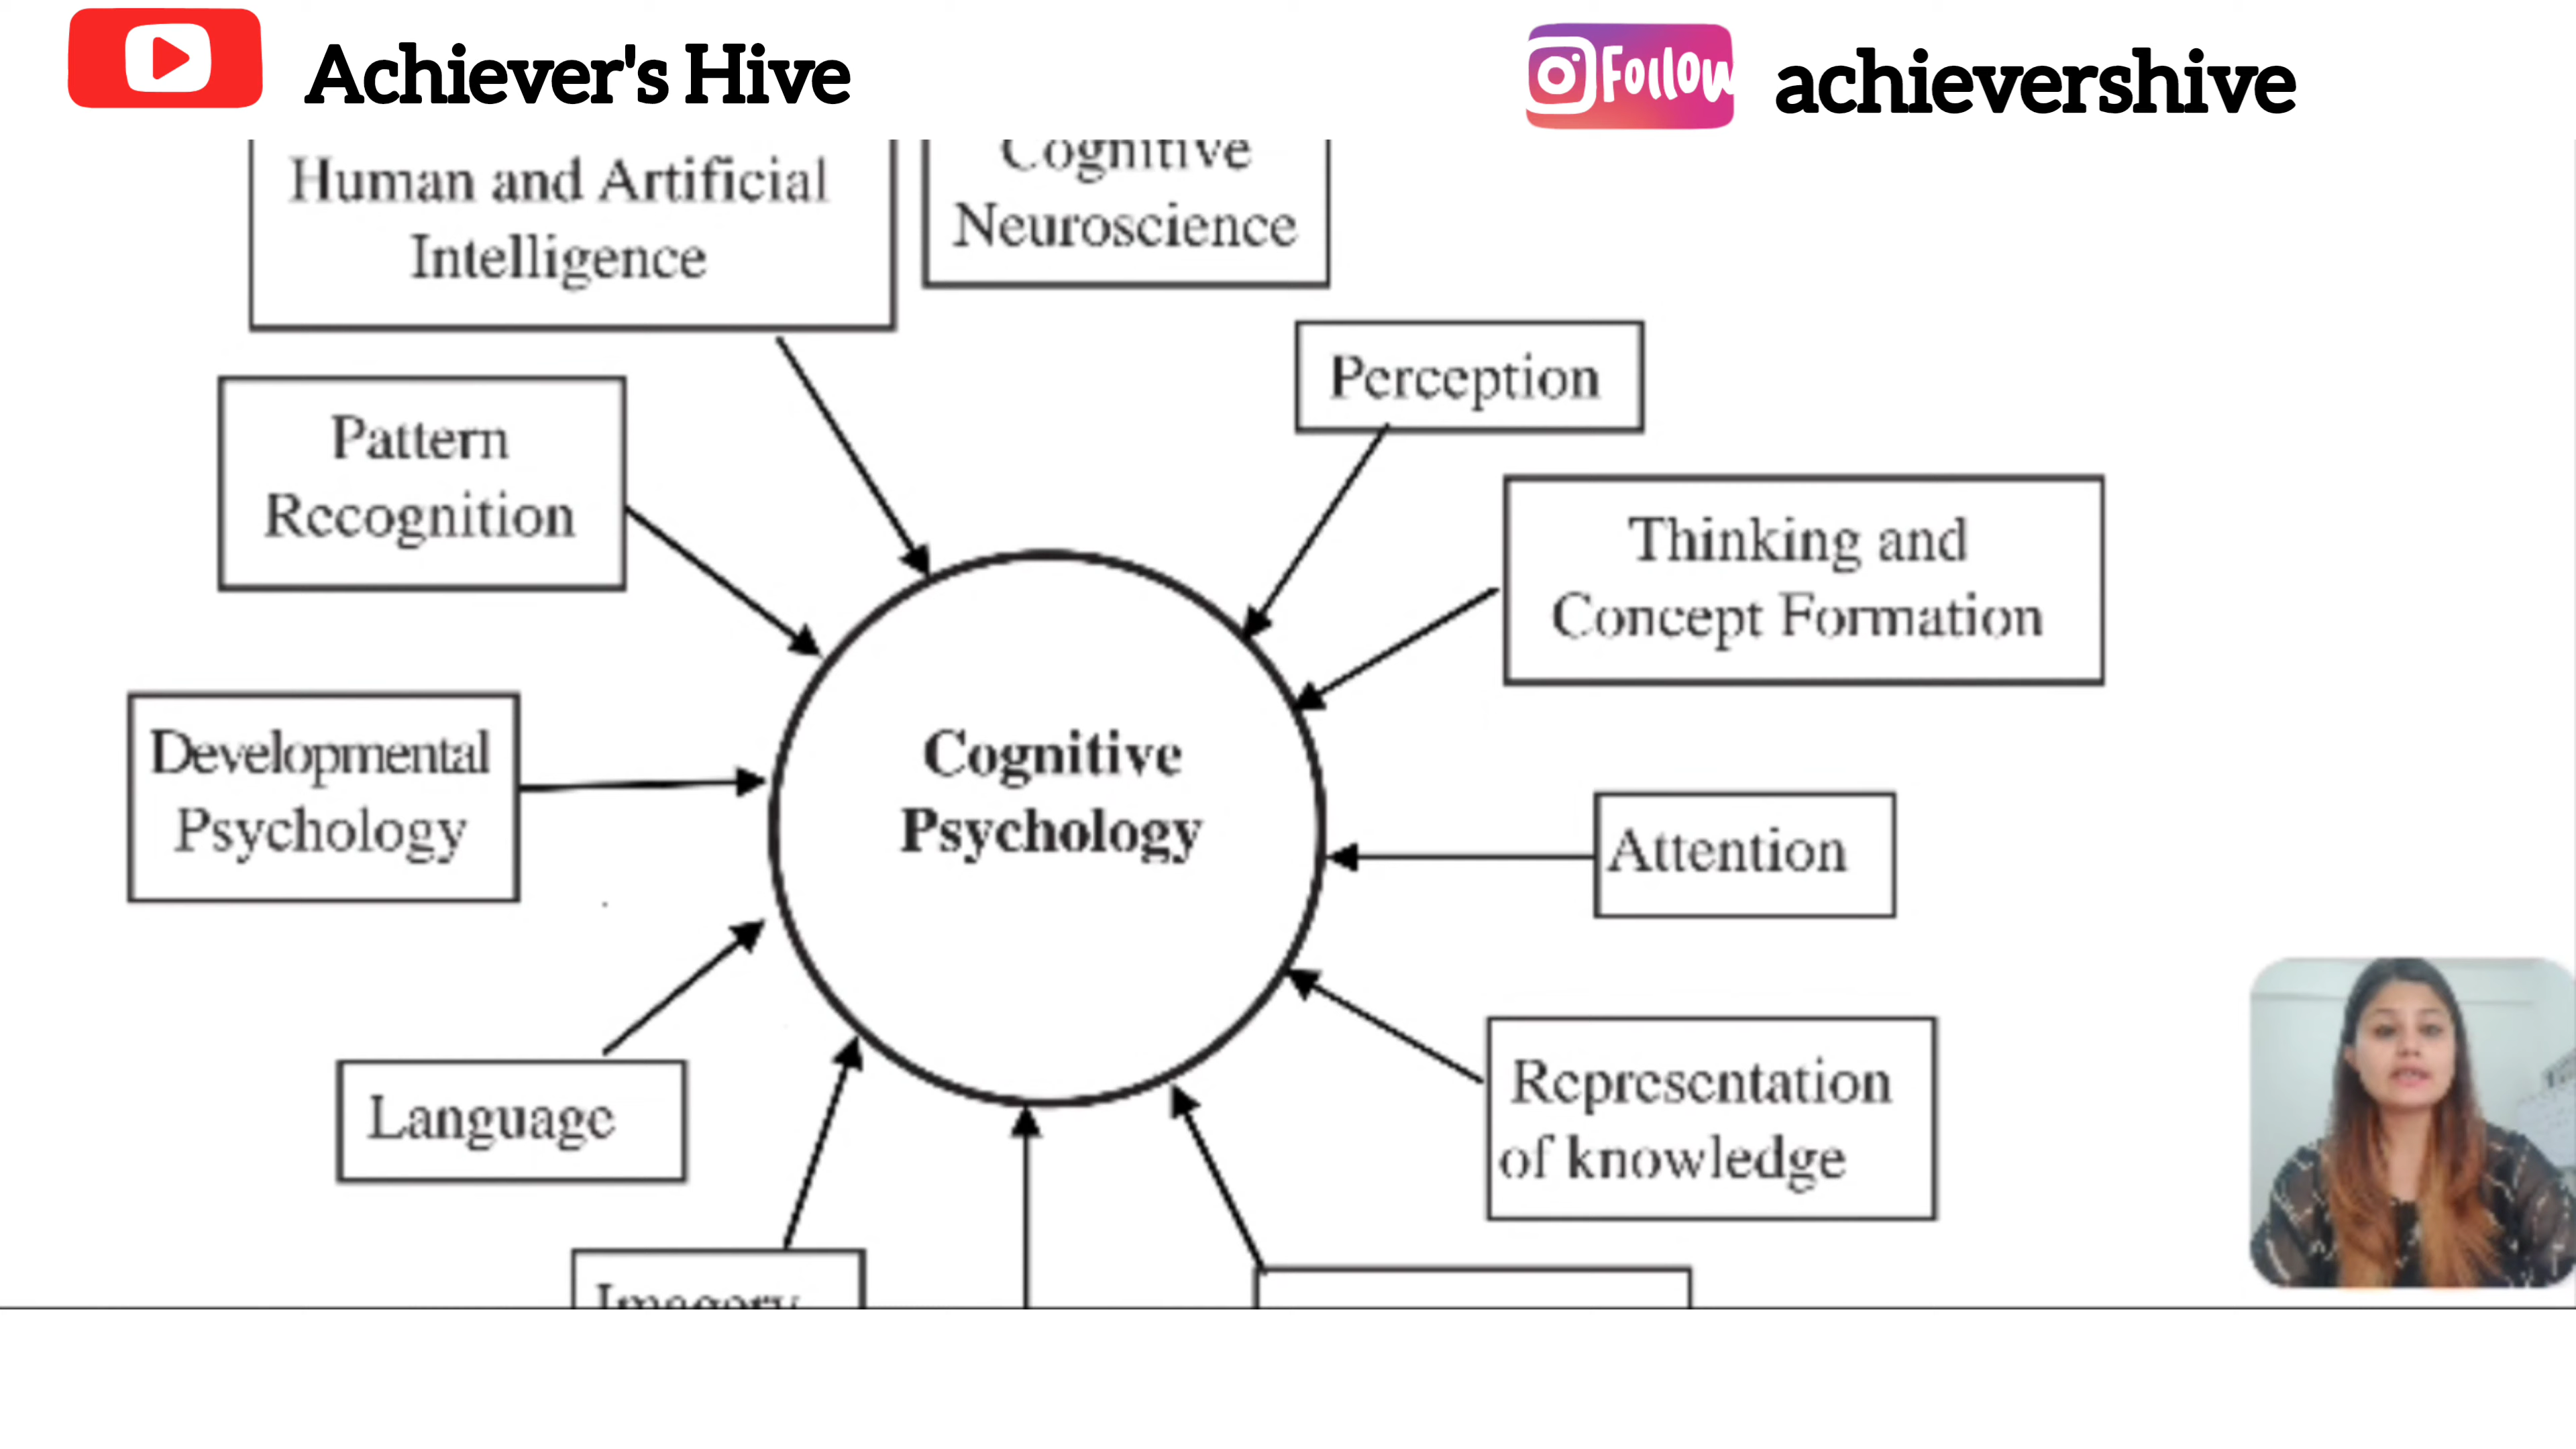 Achiever's Hive
Follow
achievershive
Human and Artificial
Intelligence
Cognitive
Neuroscience
Perception
Pattern
Recognition
Thinking and
Concept Formation
Developmental
Psychology
Cognitive
Psychology
Attention
Language
Representation
of knowledge
Imagery